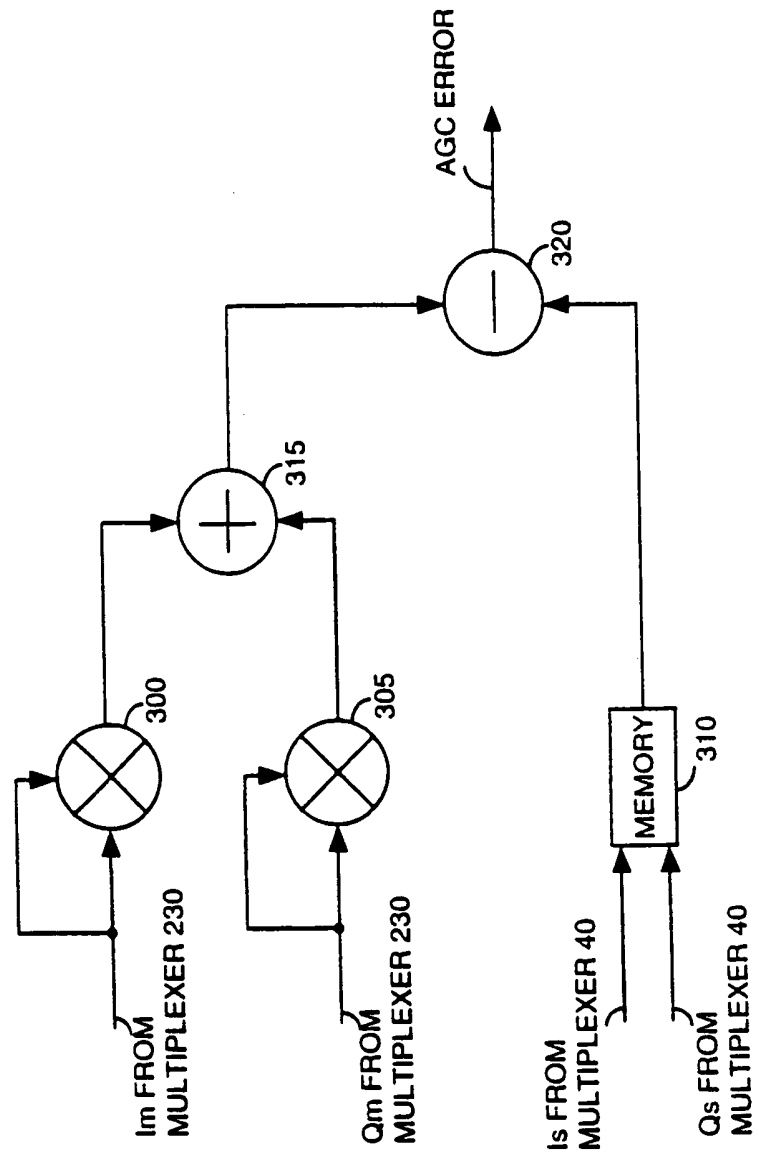 Im FROM
MULTIPLEXER 230
300
Qm FROM
MULTIPLEXER 230
305
315
Is FROM
MULTIPLEXER 40
Qs FROM
MULTIPLEXER 40
MEMORY
310
320
AGC ERROR